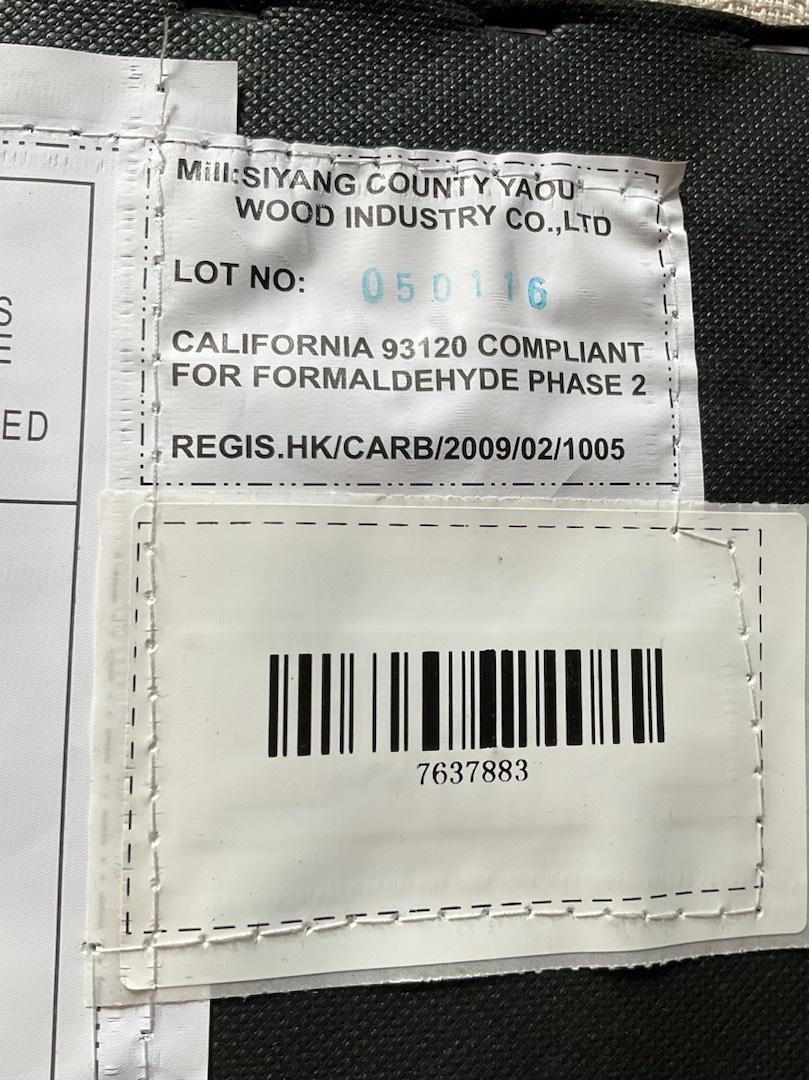 S
E
ED
Mill:SIYANG COUNTY YAOU
WOOD INDUSTRY CO.,LTD
LOT NO: 050116
CALIFORNIA 93120 COMPLIANT
FOR FORMALDEHYDE PHASE 2
REGIS.HK/CARB/2009/02/1005
7637883